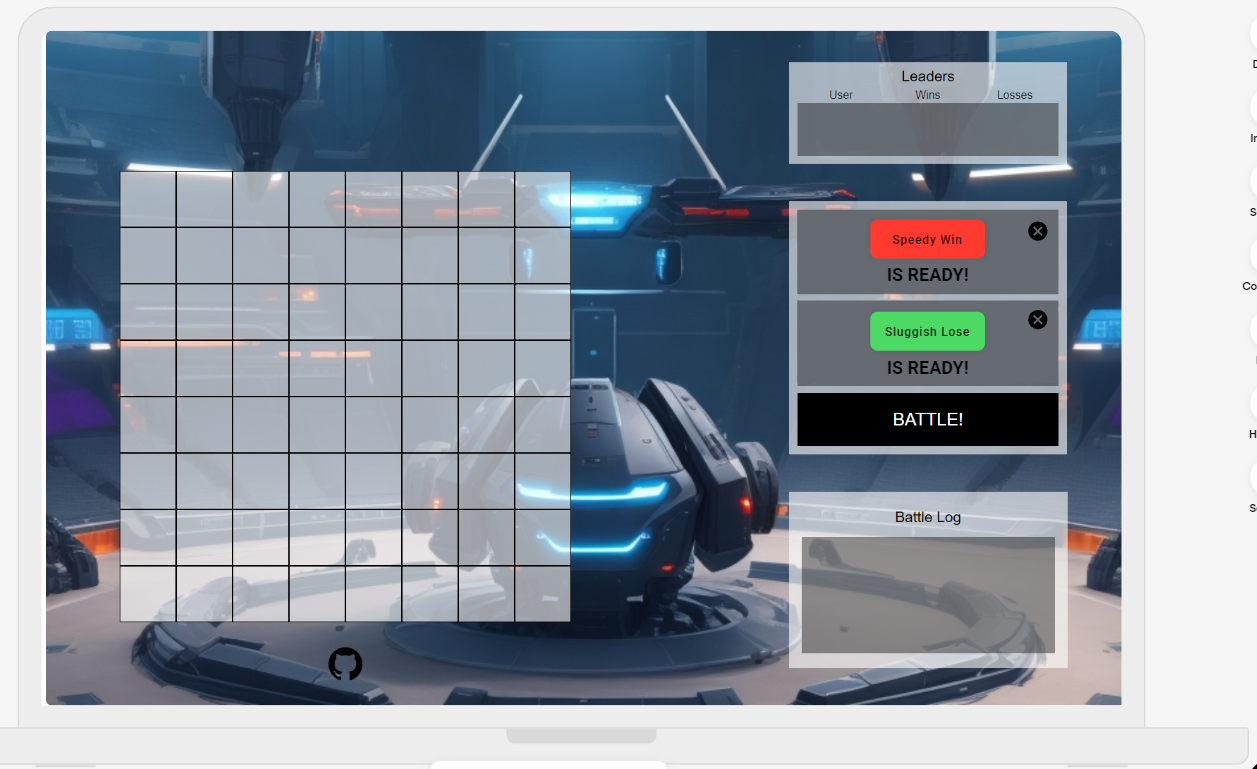 Leaders
User Wins Losses
Speedy Win
IS READY!
Sluggish Lose
IS READY!
BATTLE!
Battle Log